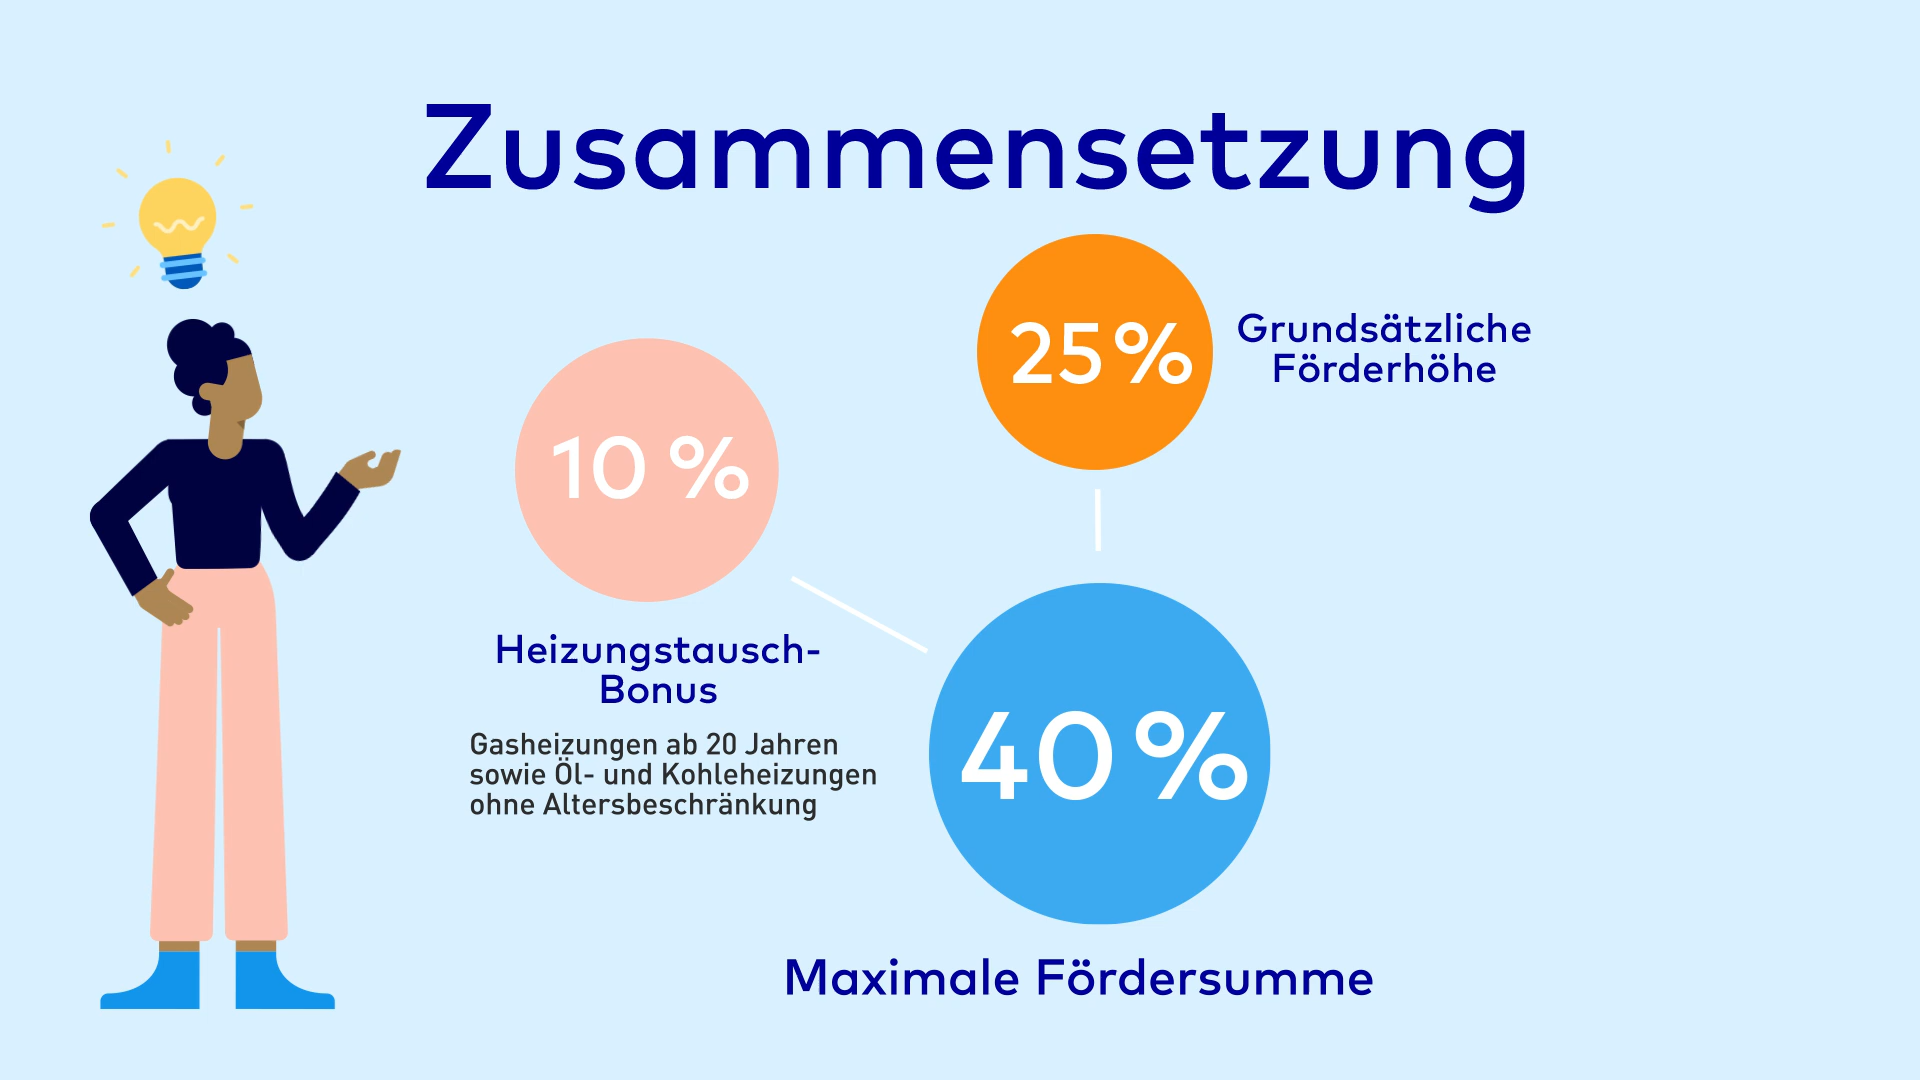 Zusammensetzung
25 %
Grundsätzliche
Förderhöhe
10 %
Heizungstausch-
Bonus
Gasheizungen ab 20 Jahren
sowie Öl- und Kohleheizungen
ohne Altersbeschränkung
40 %
Maximale Fördersumme